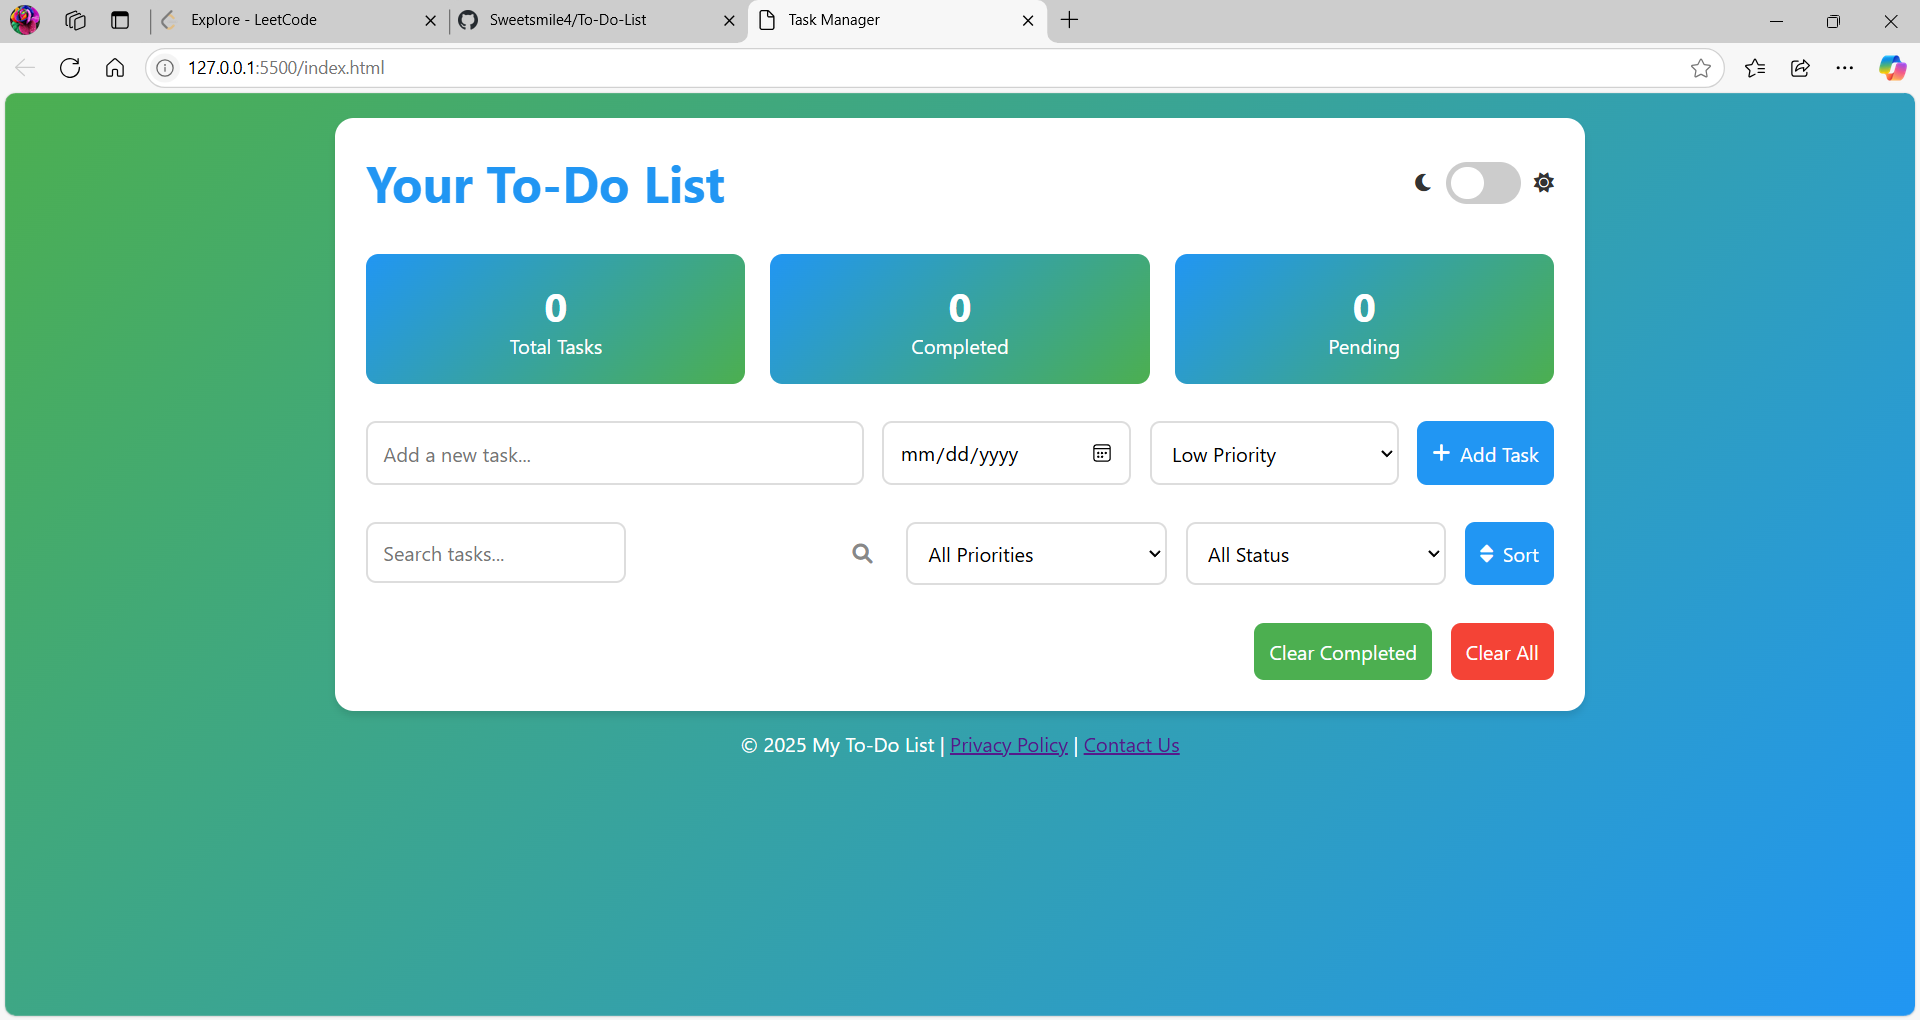 Explore - LeetCode
Sweetsmile4/To-Do-List
Task Manager
127.0.0.1:5500/index.html
Your To-Do List
0
Total Tasks
0
Completed
0
Pending
Add a new task...
mm/dd/yyyy
Low Priority
Add Task
Search tasks...
All Priorities
All Status
Sort
Clear Completed
Clear All
© 2025 My To-Do List | Privacy Policy | Contact Us